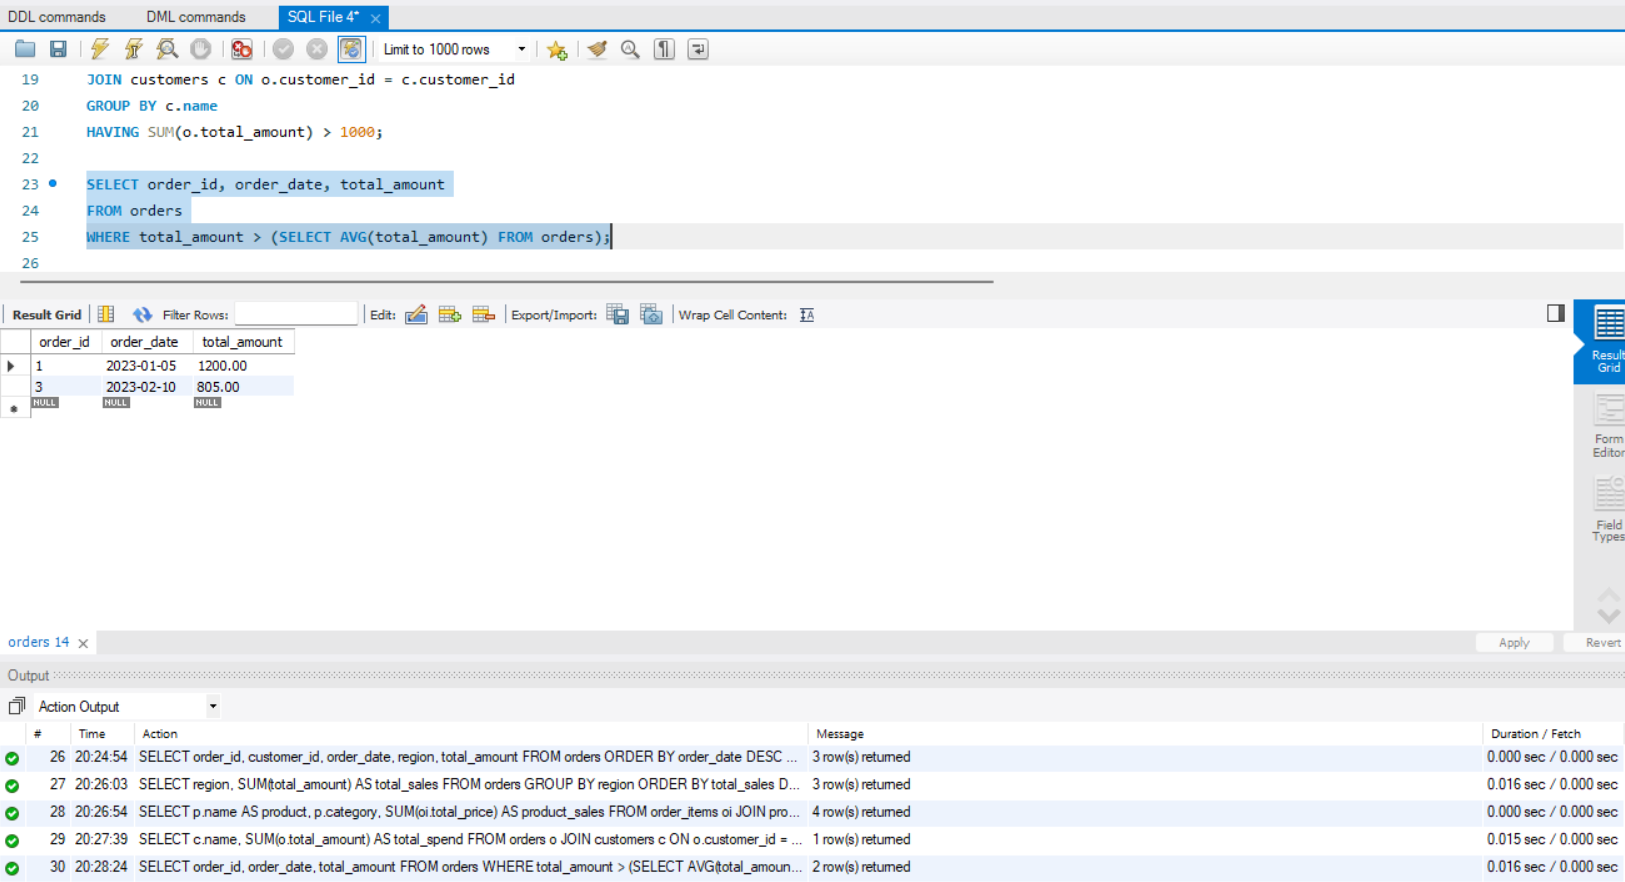 DDL commands DML commands SQL File 4*
Limit to 1000 rows
19 JOIN customers c ON o.customer_id = c.customer_id
20 GROUP BY c.name
21 HAVING SUM(o.total_amount) > 1000;
22
23 SELECT order_id, order_date, total_amount
24 FROM orders
25 WHERE total_amount > (SELECT AVG(total_amount) FROM orders);
26
Result Grid Filter Rows: Edit: Export/Import: Wrap Cell Content:
order_id order_date total_amount
1 2023-01-05 1200.00
3 2023-02-10 805.00
NULL NULL NULL
Result
Grid
Form
Editor
Field
Types
orders 14 Apply Revert
Output
Action Output
# Time Action Message Duration / Fetch
26 20:24:54 SELECT order_id, customer_id, order_date, region, total_amount FROM orders ORDER BY order_date DESC ... 3 row(s) returned 0.000 sec / 0.000 sec
27 20:26:03 SELECT region, SUM(total_amount) AS total_sales FROM orders GROUP BY region ORDER BY total_sales D... 3 row(s) returned 0.016 sec / 0.000 sec
28 20:26:54 SELECT p.name AS product, p.category, SUM(oi.total_price) AS product_sales FROM order_items oi JOIN pro... 4 row(s) returned 0.000 sec / 0.000 sec
29 20:27:39 SELECT c.name, SUM(o.total_amount) AS total_spend FROM orders o JOIN customers c ON o.customer_id = ... 1 row(s) returned 0.015 sec / 0.000 sec
30 20:28:24 SELECT order_id, order_date, total_amount FROM orders WHERE total_amount > (SELECT AVG(total_amoun... 2 row(s) returned 0.016 sec / 0.000 sec